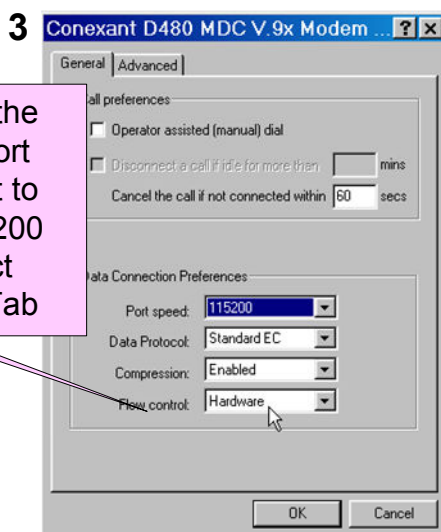 3
Conexant D480 MDC V.9x Modem ...
General
Advanced
the
ort
t to
200
ct
Tab
all preferences
Operator assisted (manual) dial
Disconnect a call if idle for more than
mins
Cancel the call if not connected within 60 secs
ata Connection Preferences
Port speed: 115200
Data Protocol: Standard EC
Compression: Enabled
Flow control: Hardware
OK
Cancel